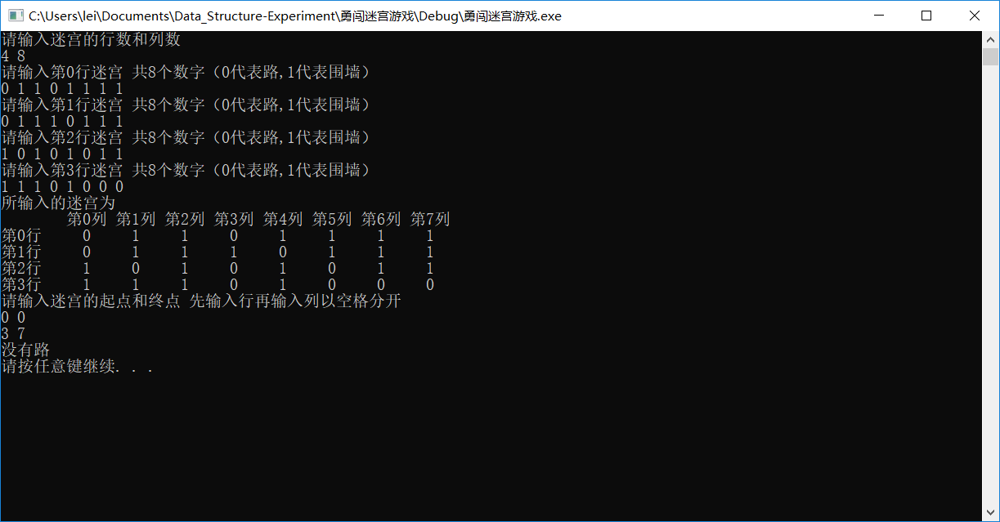 C:\Users\lei\Documents\Data_Structure-Experiment\勇闯迷宫游戏\Debug\勇闯迷宫游戏.exe
请输入迷宫的行数和列数
4 8
请输入第0行迷宫 共8个数字（0代表路,1代表围墙）
0 1 1 0 1 1 1 1
请输入第1行迷宫 共8个数字（0代表路,1代表围墙）
0 1 1 1 0 1 1 1
请输入第2行迷宫 共8个数字（0代表路,1代表围墙）
1 0 1 0 1 0 1 1
请输入第3行迷宫 共8个数字（0代表路,1代表围墙）
1 1 1 0 1 0 0 0
所输入的迷宫为
第0列 第1列 第2列 第3列 第4列 第5列 第6列 第7列
第0行 0 1 1 0 1 1 1 1
第1行 0 1 1 1 0 1 1 1
第2行 1 0 1 0 1 0 1 1
第3行 1 1 1 0 1 0 0 0
请输入迷宫的起点和终点 先输入行再输入列以空格分开
0 0
3 7
没有路
请按任意键继续. . .